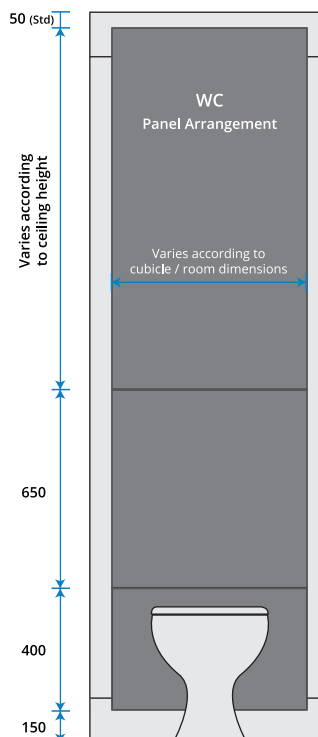 50 (Std)
WC
Panel Arrangement
Varies according
to ceiling height
Varies according to
cubicle / room dimensions
650
400
150